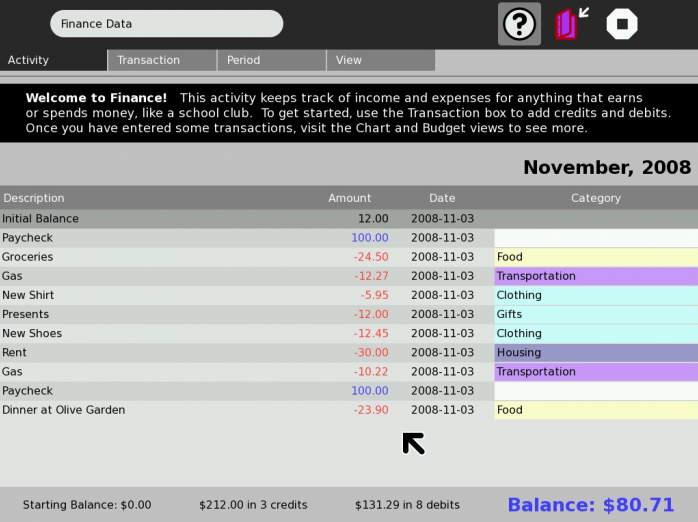 Finance Data
Activity Transaction Period View
Welcome to Finance! This activity keeps track of income and expenses for anything that earns
or spends money, like a school club. To get started, use the Transaction box to add credits and debits.
Once you have entered some transactions, visit the Chart and Budget views to see more.
November, 2008
Description Amount Date Category
Initial Balance 12.00 2008-11-03
Paycheck 100.00 2008-11-03
Groceries -24.50 2008-11-03 Food
Gas -12.27 2008-11-03 Transportation
New Shirt -5.95 2008-11-03 Clothing
Presents -12.00 2008-11-03 Gifts
New Shoes -12.45 2008-11-03 Clothing
Rent -30.00 2008-11-03 Housing
Gas -10.22 2008-11-03 Transportation
Paycheck 100.00 2008-11-03
Dinner at Olive Garden -23.90 2008-11-03 Food
Starting Balance: $0.00 $212.00 in 3 credits $131.29 in 8 debits Balance: $80.71